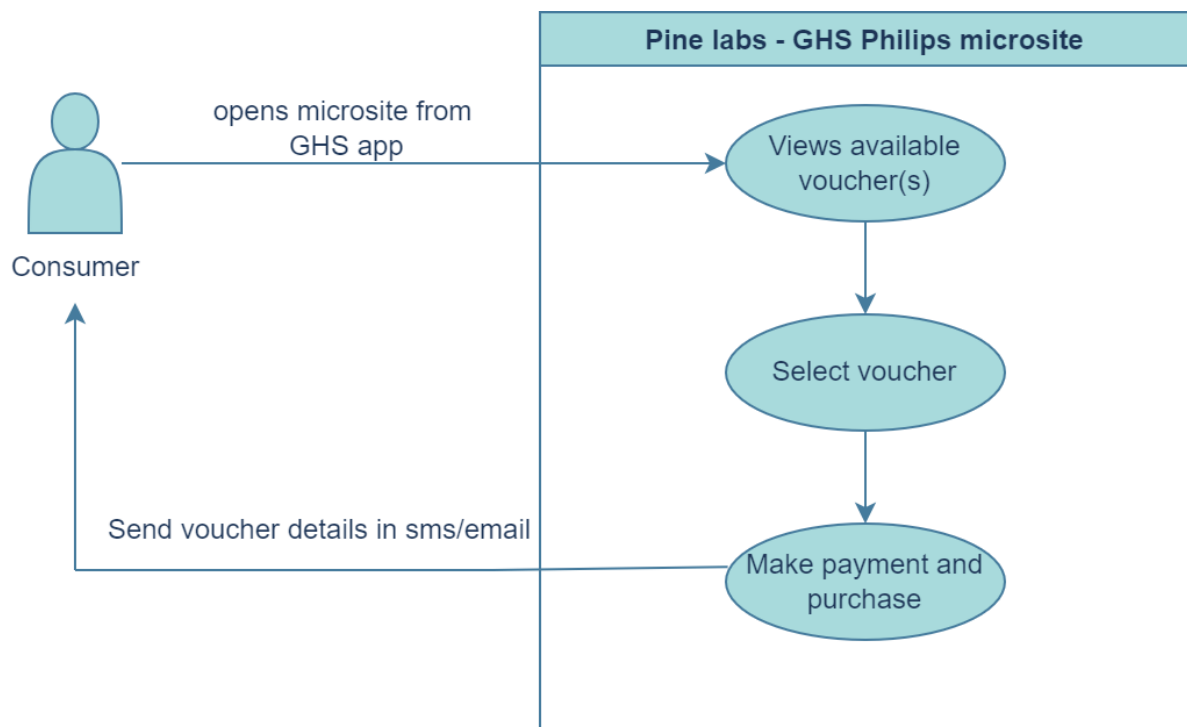 Pine labs - GHS Philips microsite
opens microsite from
GHS app
Views available
voucher(s)
Consumer
Select voucher
Send voucher details in sms/email
Make payment and
purchase